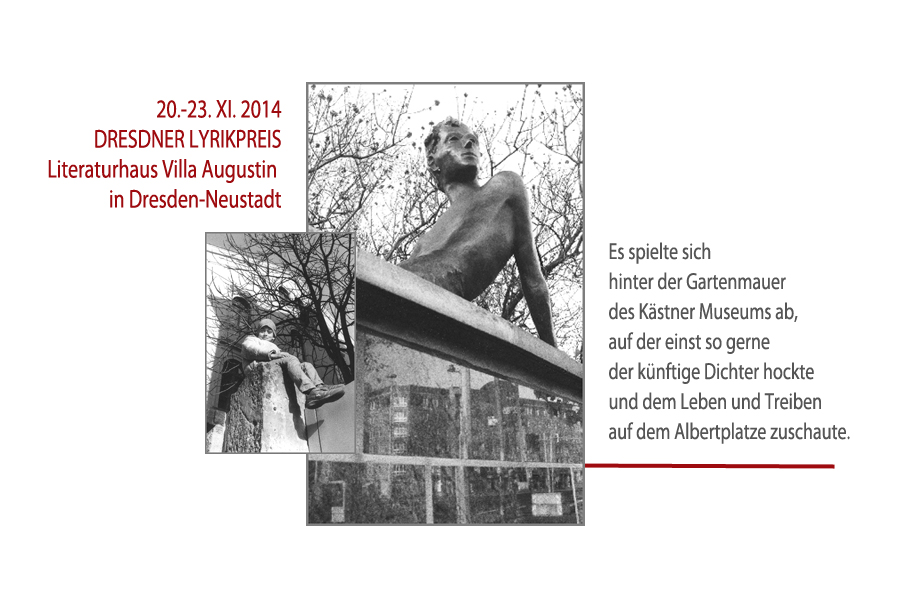 20.-23. XI. 2014
DRESDNER LYRIKPREIS
Literaturhaus Villa Augustin
in Dresden-Neustadt
Es spielte sich
hinter der Gartenmauer
des Kästner Museums ab,
auf der einst so gerne
der künftige Dichter hockte
und dem Leben und Treiben
auf dem Albertplatze zuschaute.